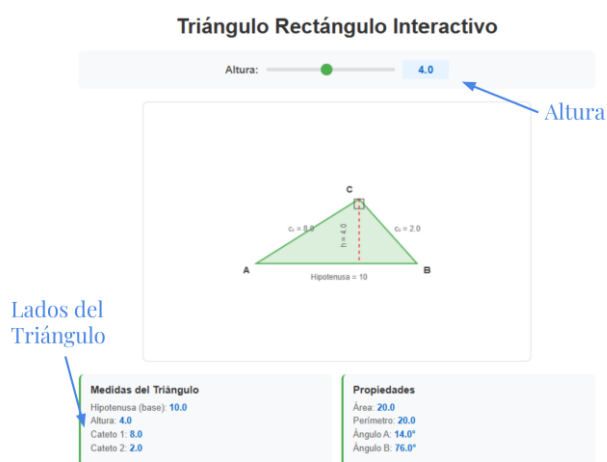 Triángulo Rectángulo Interactivo
Altura: 4.0
Altura
C
c₁ = 8.0
h = 4.0
c₂ = 2.0
A
B
Hipotenusa = 10
Lados del
Triángulo
Medidas del Triángulo
Hipotenusa (base): 10.0
Altura: 4.0
Cateto 1: 8.0
Cateto 2: 2.0
Propiedades
Área: 20.0
Perímetro: 20.0
Ángulo A: 14.0°
Ángulo B: 76.0°